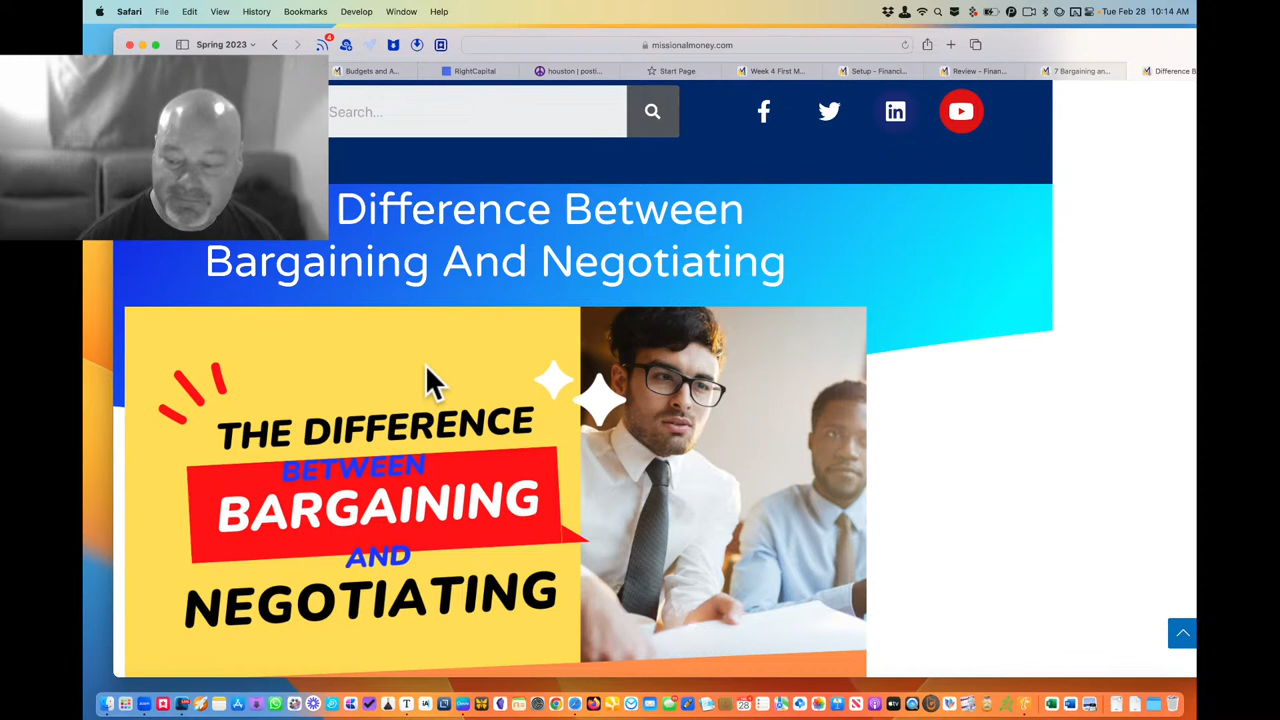 Safari File Edit View History Bookmarks Develop Window Help Tue Feb 28 10:14 AM
Spring 2023 4 missionalmoney.com
Budgets and A... RightCapital houston | posti... Start Page Week 4 First M... Setup - Financi... Review - Finan... 7 Bargaining an... Difference B
Search...
Difference Between
Bargaining And Negotiating
THE DIFFERENCE
BETWEEN
BARGAINING
AND
NEGOTIATING